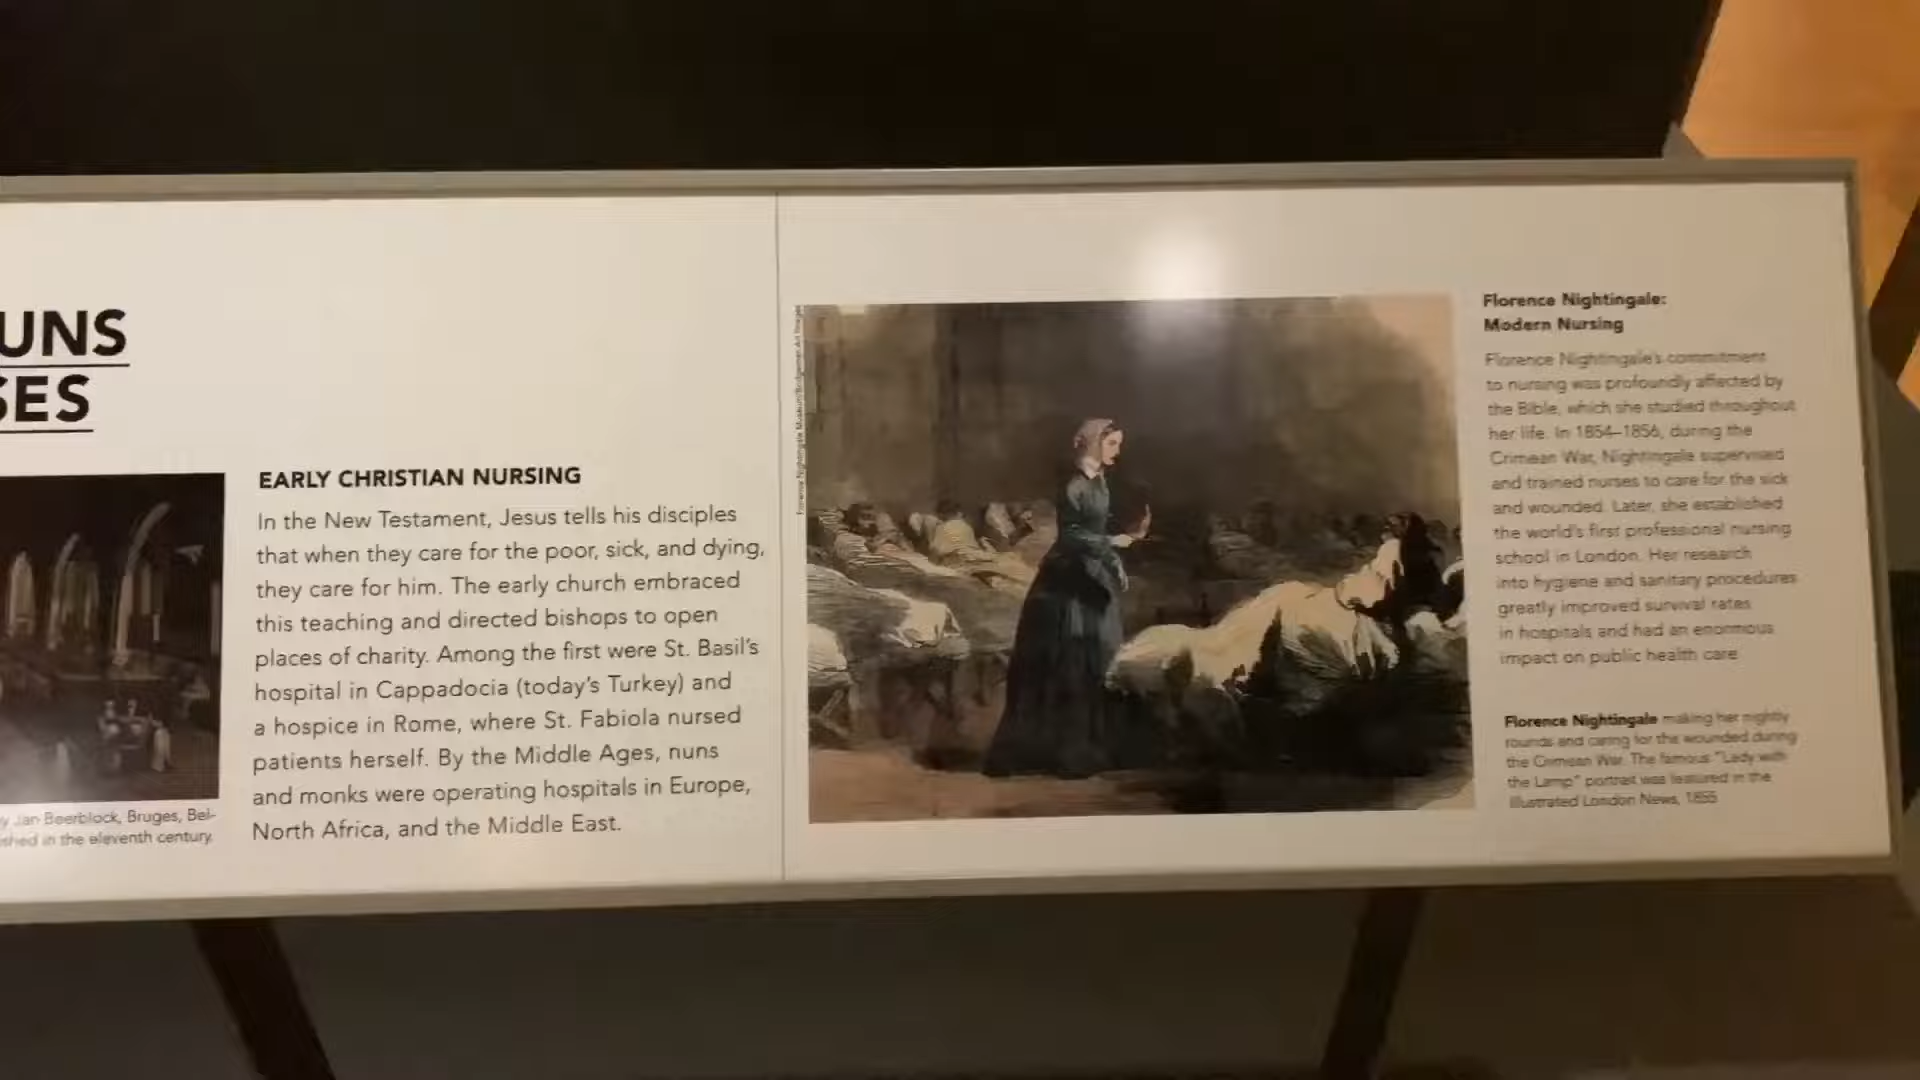 UNS
SES
y Jan Beerblock, Bruges, Bel-
shed in the eleventh century.
EARLY CHRISTIAN NURSING
In the New Testament, Jesus tells his disciples
that when they care for the poor, sick, and dying,
they care for him. The early church embraced
this teaching and directed bishops to open
places of charity. Among the first were St. Basil's
hospital in Cappadocia (today's Turkey) and
a hospice in Rome, where St. Fabiola nursed
patients herself. By the Middle Ages, nuns
and monks were operating hospitals in Europe,
North Africa, and the Middle East.
Florence Nightingale Museum/Bridgeman Art Images
Florence Nightingale:
Modern Nursing
Florence Nightingale's commitment
to nursing was profoundly affected by
the Bible, which she studied throughout
her life. In 1854–1856, during the
Crimean War, Nightingale supervised
and trained nurses to care for the sick
and wounded. Later, she established
the world's first professional nursing
school in London. Her research
into hygiene and sanitary procedures
greatly improved survival rates
in hospitals and had an enormous
impact on public health care.
Florence Nightingale making her nightly
rounds and caring for the wounded during
the Crimean War. The famous "Lady with
the Lamp" portrait was featured in the
Illustrated London News, 1855